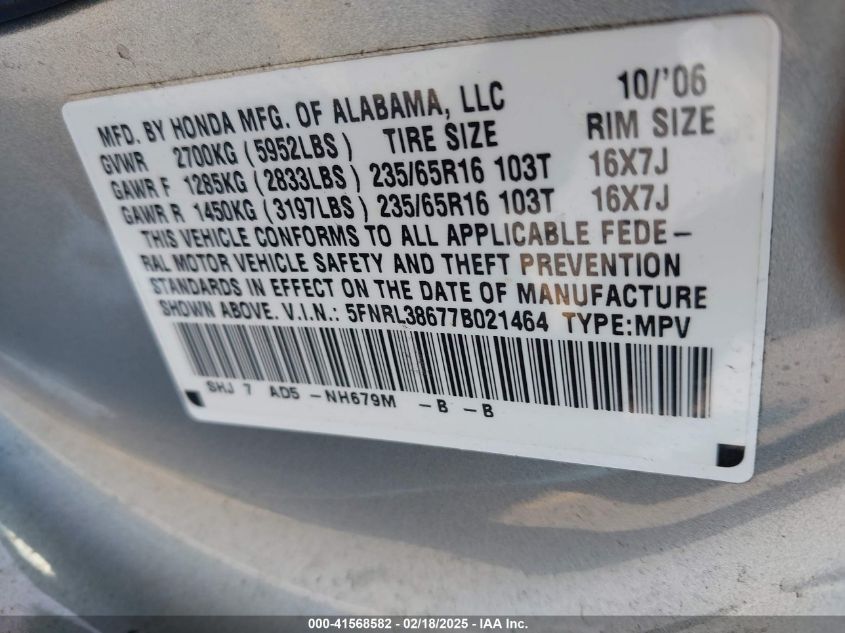 MFD. BY HONDA MFG. OF ALABAMA, LLC 10/'06
GVWR 2700KG (5952LBS) TIRE SIZE RIM SIZE
GAWR F 1285KG (2833LBS) 235/65R16 103T 16X7J
GAWR R 1450KG (3197LBS) 235/65R16 103T 16X7J
THIS VEHICLE CONFORMS TO ALL APPLICABLE FEDE-
RAL MOTOR VEHICLE SAFETY AND THEFT PREVENTION
STANDARDS IN EFFECT ON THE DATE OF MANUFACTURE
SHOWN ABOVE. V.I.N.: 5FNRL38677B021464 TYPE:MPV
SHJ 7 AD5 -NH679M -B -B
000-41568582 - 02/18/2025 - IAA Inc.